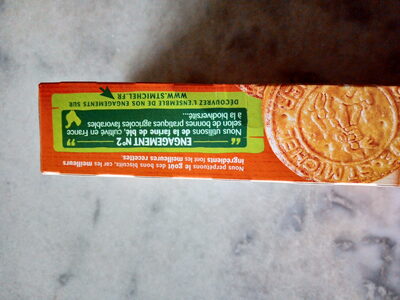 Nous perpétuons le goût des bons biscuits, car les meilleurs
ingrédients font les meilleures recettes.
“ ENGAGEMENT N°2 ”
Nous utilisons de la farine de blé, cultivé en France
selon de bonnes pratiques agricoles favorables
à la biodiversité...
DÉCOUVREZ L'ENSEMBLE DE NOS ENGAGEMENTS SUR
WWW.STMICHEL.FR
ST MICHEL